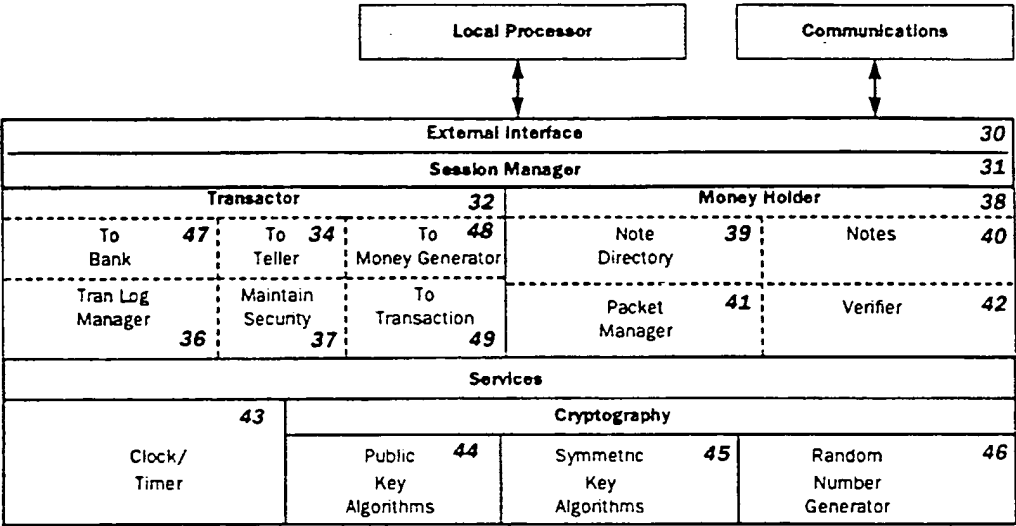 Local Processor
Communications
External Interface 30
Session Manager 31
Transactor 32
Money Holder 38
To 47
Bank
To 34
Teller
To 48
Money Generator
Note 39
Directory
Notes 40
Tran Log
Manager
36
Maintain
Security
37
To
Transaction
49
Packet 41
Manager
Verifier 42
Services
43
Clock/
Timer
Cryptography
Public 44
Key
Algorithms
Symmetric 45
Key
Algorithms
Random 46
Number
Generator